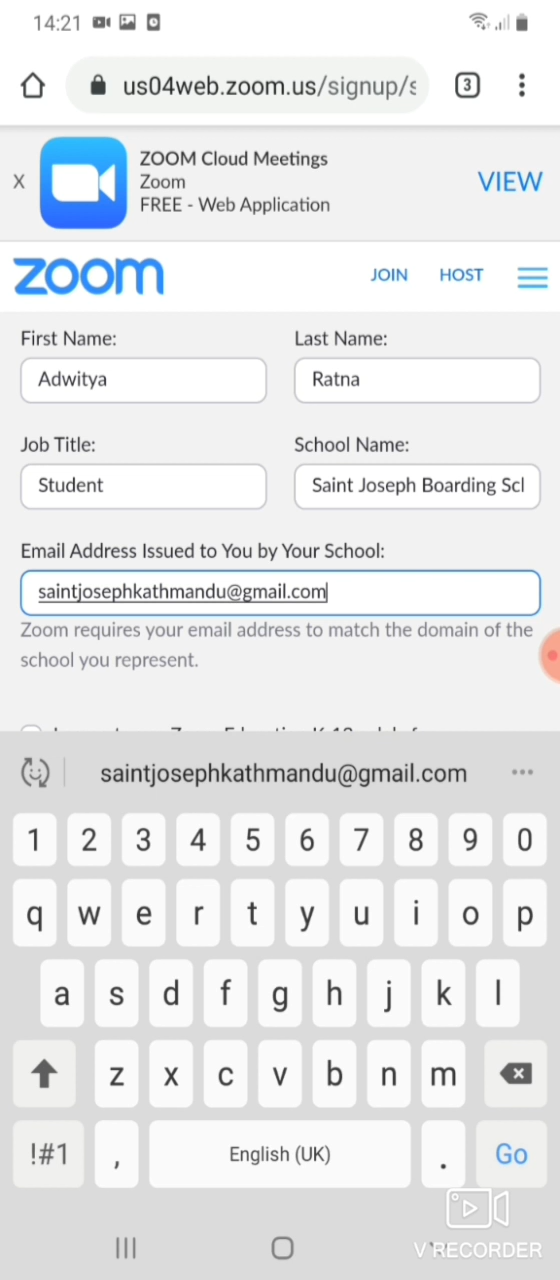 14:21
us04web.zoom.us/signup/s
3
X
ZOOM Cloud Meetings
Zoom
FREE - Web Application
VIEW
zoom
JOIN HOST
First Name: Last Name:
Adwitya Ratna
Job Title: School Name:
Student Saint Joseph Boarding Scl
Email Address Issued to You by Your School:
saintjosephkathmandu@gmail.com
Zoom requires your email address to match the domain of the
school you represent.
saintjosephkathmandu@gmail.com
1 2 3 4 5 6 7 8 9 0
q w e r t y u i o p
a s d f g h j k l
z x c v b n m
!#1 , English (UK) . Go
V RECORDER